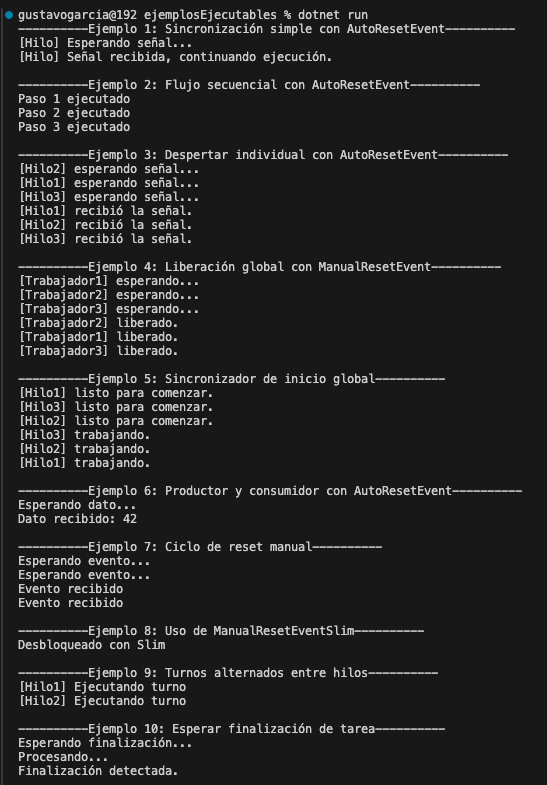 gustavogarcia@192 ejemplosEjecutables % dotnet run
----------Ejemplo 1: Sincronización simple con AutoResetEvent----------
[Hilo] Esperando señal...
[Hilo] Señal recibida, continuando ejecución.
----------Ejemplo 2: Flujo secuencial con AutoResetEvent----------
Paso 1 ejecutado
Paso 2 ejecutado
Paso 3 ejecutado
----------Ejemplo 3: Despertar individual con AutoResetEvent----------
[Hilo2] esperando señal...
[Hilo1] esperando señal...
[Hilo3] esperando señal...
[Hilo1] recibió la señal.
[Hilo2] recibió la señal.
[Hilo3] recibió la señal.
----------Ejemplo 4: Liberación global con ManualResetEvent----------
[Trabajador1] esperando...
[Trabajador2] esperando...
[Trabajador3] esperando...
[Trabajador2] liberado.
[Trabajador1] liberado.
[Trabajador3] liberado.
----------Ejemplo 5: Sincronizador de inicio global----------
[Hilo1] listo para comenzar.
[Hilo3] listo para comenzar.
[Hilo2] listo para comenzar.
[Hilo3] trabajando.
[Hilo2] trabajando.
[Hilo1] trabajando.
----------Ejemplo 6: Productor y consumidor con AutoResetEvent----------
Esperando dato...
Dato recibido: 42
----------Ejemplo 7: Ciclo de reset manual----------
Esperando evento...
Esperando evento...
Evento recibido
Evento recibido
----------Ejemplo 8: Uso de ManualResetEventSlim----------
Desbloqueado con Slim
----------Ejemplo 9: Turnos alternados entre hilos----------
[Hilo1] Ejecutando turno
[Hilo2] Ejecutando turno
----------Ejemplo 10: Esperar finalización de tarea----------
Esperando finalización...
Procesando...
Finalización detectada.